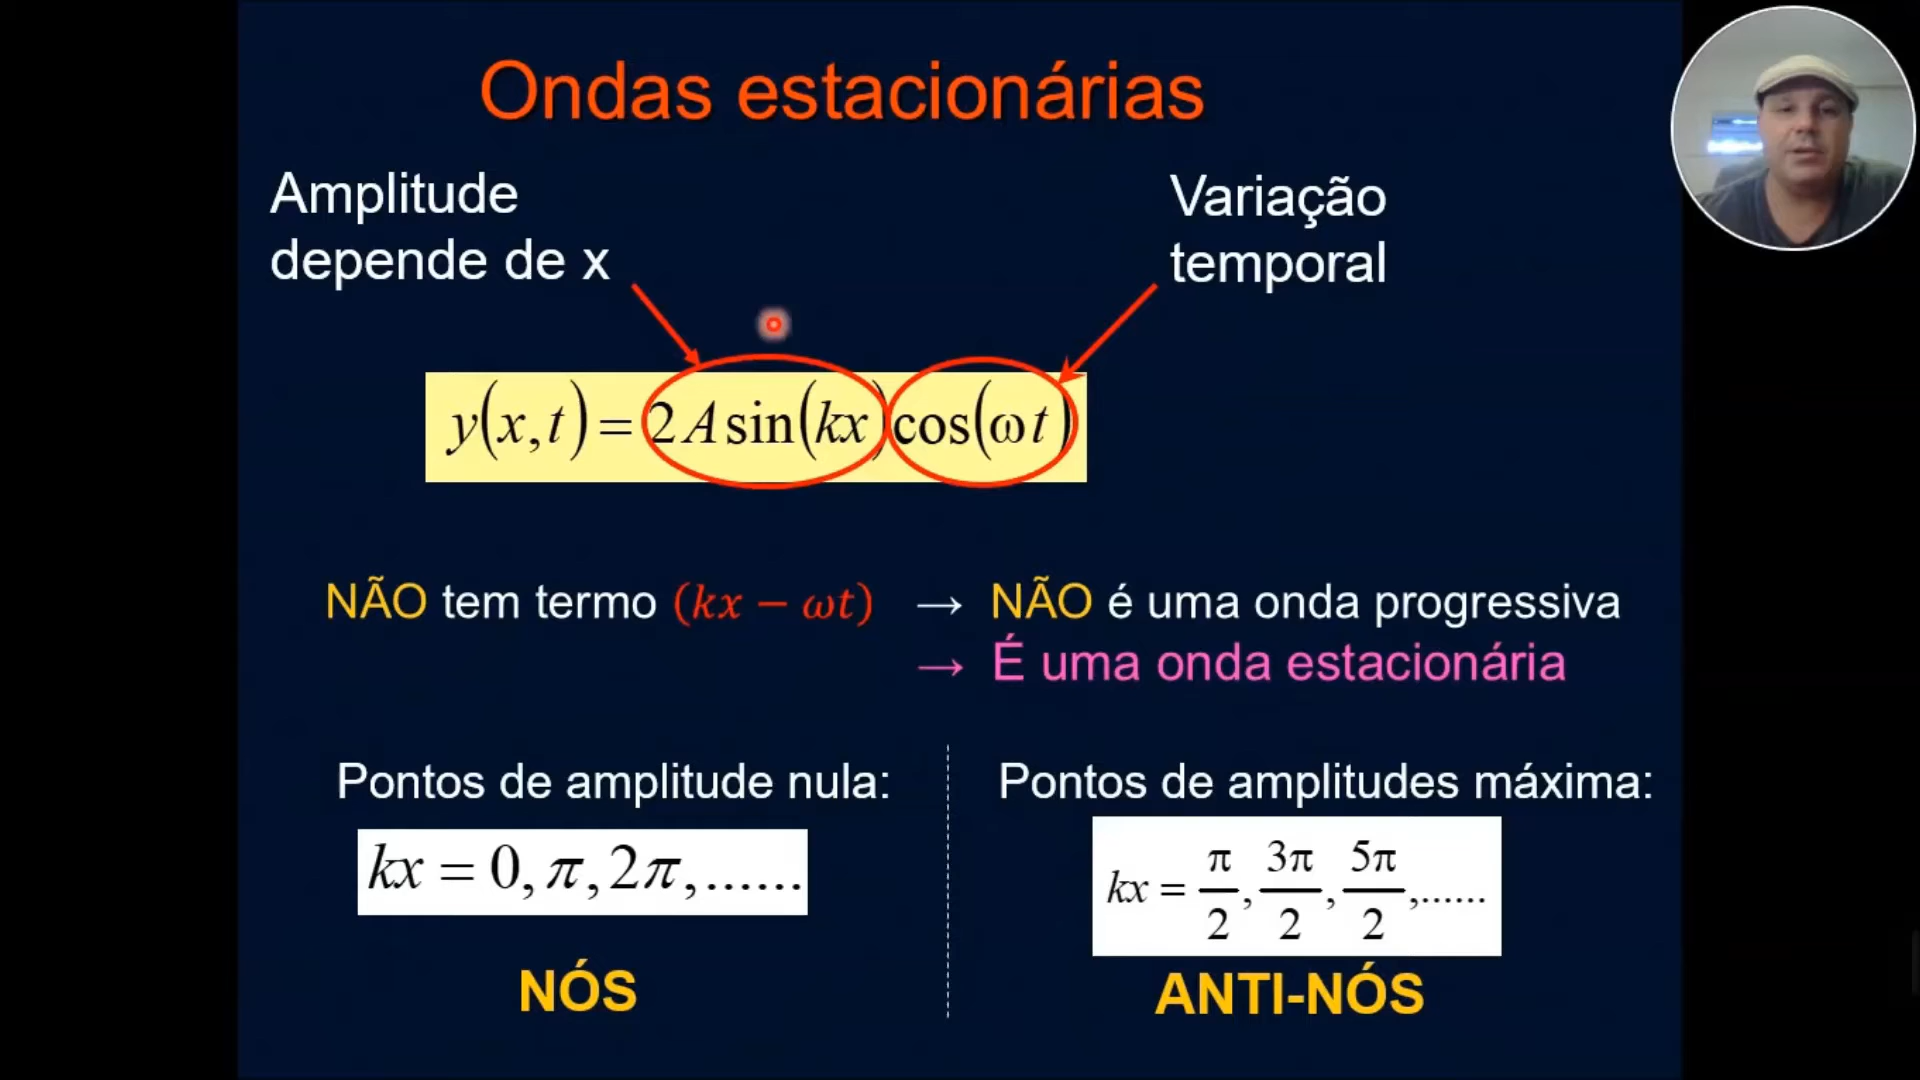 Ondas estacionárias
Amplitude
depende de x
Variação
temporal
y(x,t) = 2 A sin(kx) cos(ωt)
NÃO tem termo (kx − ωt) → NÃO é uma onda progressiva
→ É uma onda estacionária
Pontos de amplitude nula:
kx = 0, π, 2π,......
NÓS
Pontos de amplitudes máxima:
kx = π/2, 3π/2, 5π/2,......
ANTI-NÓS